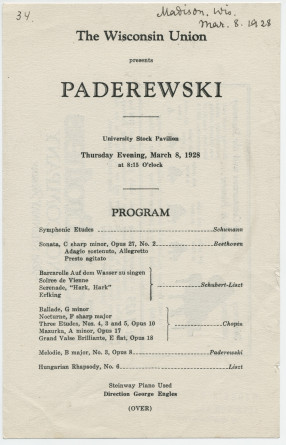 34.
Madison, Wis.
Mar. 8. 1928
The Wisconsin Union
presents
PADEREWSKI
University Stock Pavilion
Thursday Evening, March 8, 1928
at 8:15 O'clock
PROGRAM
Symphonic Etudes Schumann
Sonata, C sharp minor, Opus 27, No. 2 Beethoven
Adagio sostenuto, Allegretto
Presto agitato
Barcarolle Auf dem Wasser zu singen
Soiree de Vienne
Serenade, "Hark, Hark"
Erlking
Schubert-Liszt
Ballade, G minor
Nocturne, F sharp major
Three Etudes, Nos. 4, 3 and 5, Opus 10
Mazurka, A minor, Opus 17
Grand Valse Brillante, E flat, Opus 18
Chopin
Melodie, B major, No. 3, Opus 8 Paderewski
Hungarian Rhapsody, No. 6 Liszt
Steinway Piano Used
Direction George Engles
(OVER)